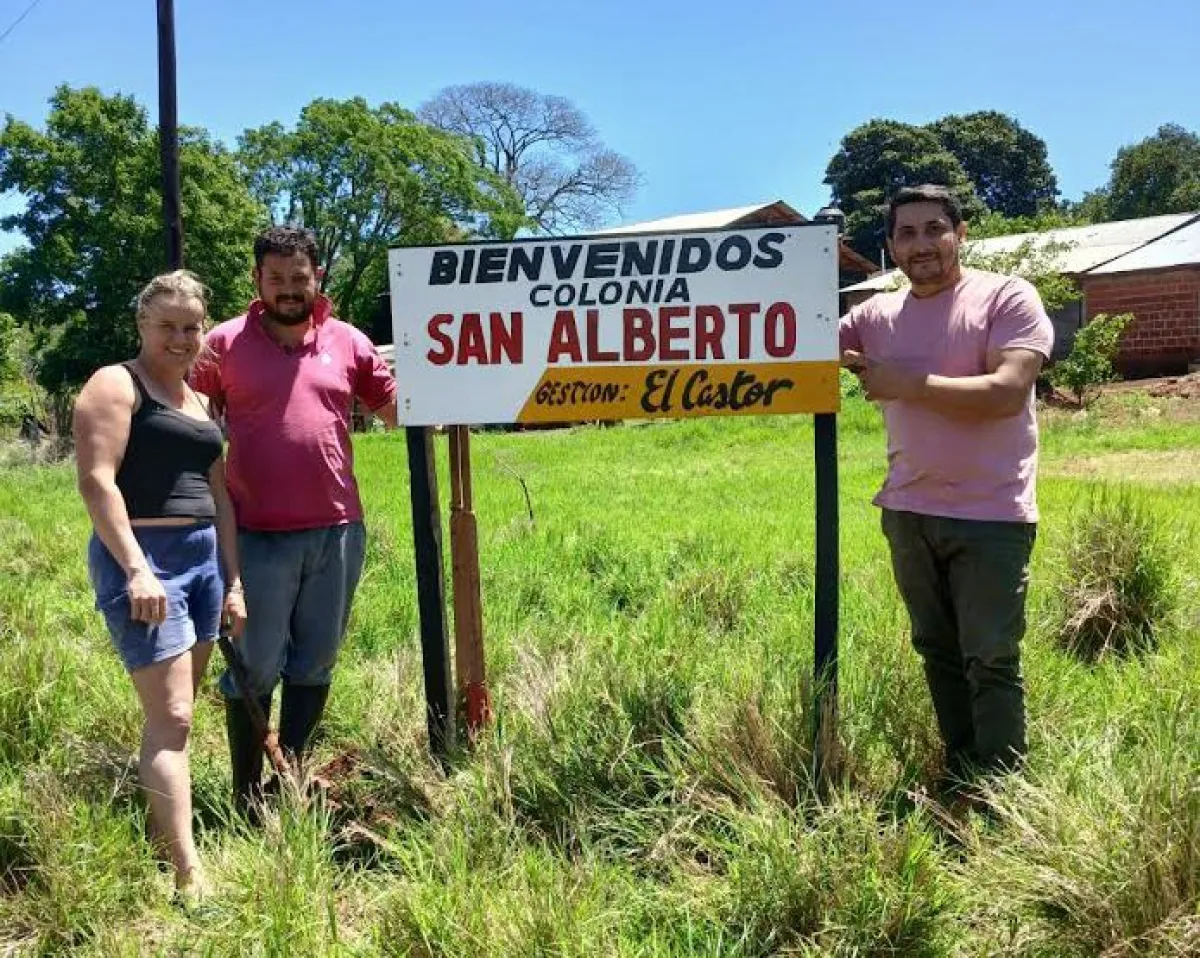 BIENVENIDOS
COLONIA
SAN ALBERTO
GESTION: El Castor